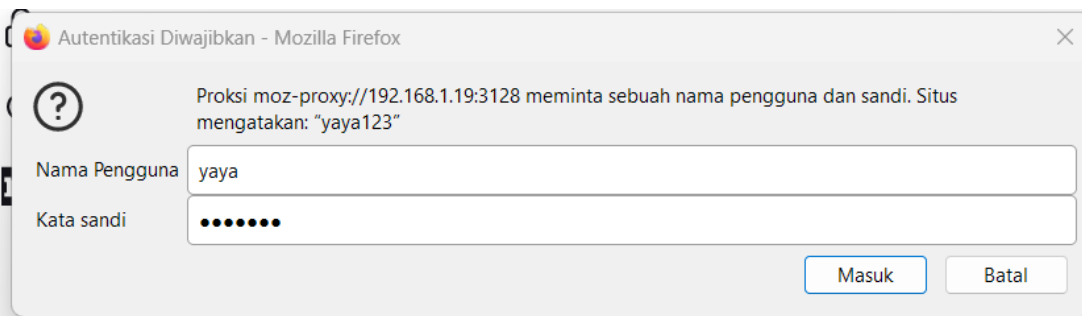 Autentikasi Diwajibkan - Mozilla Firefox
Proksi moz-proxy://192.168.1.19:3128 meminta sebuah nama pengguna dan sandi. Situs
mengatakan: “yaya123”
Nama Pengguna yaya
Kata sandi •••••••
Masuk Batal